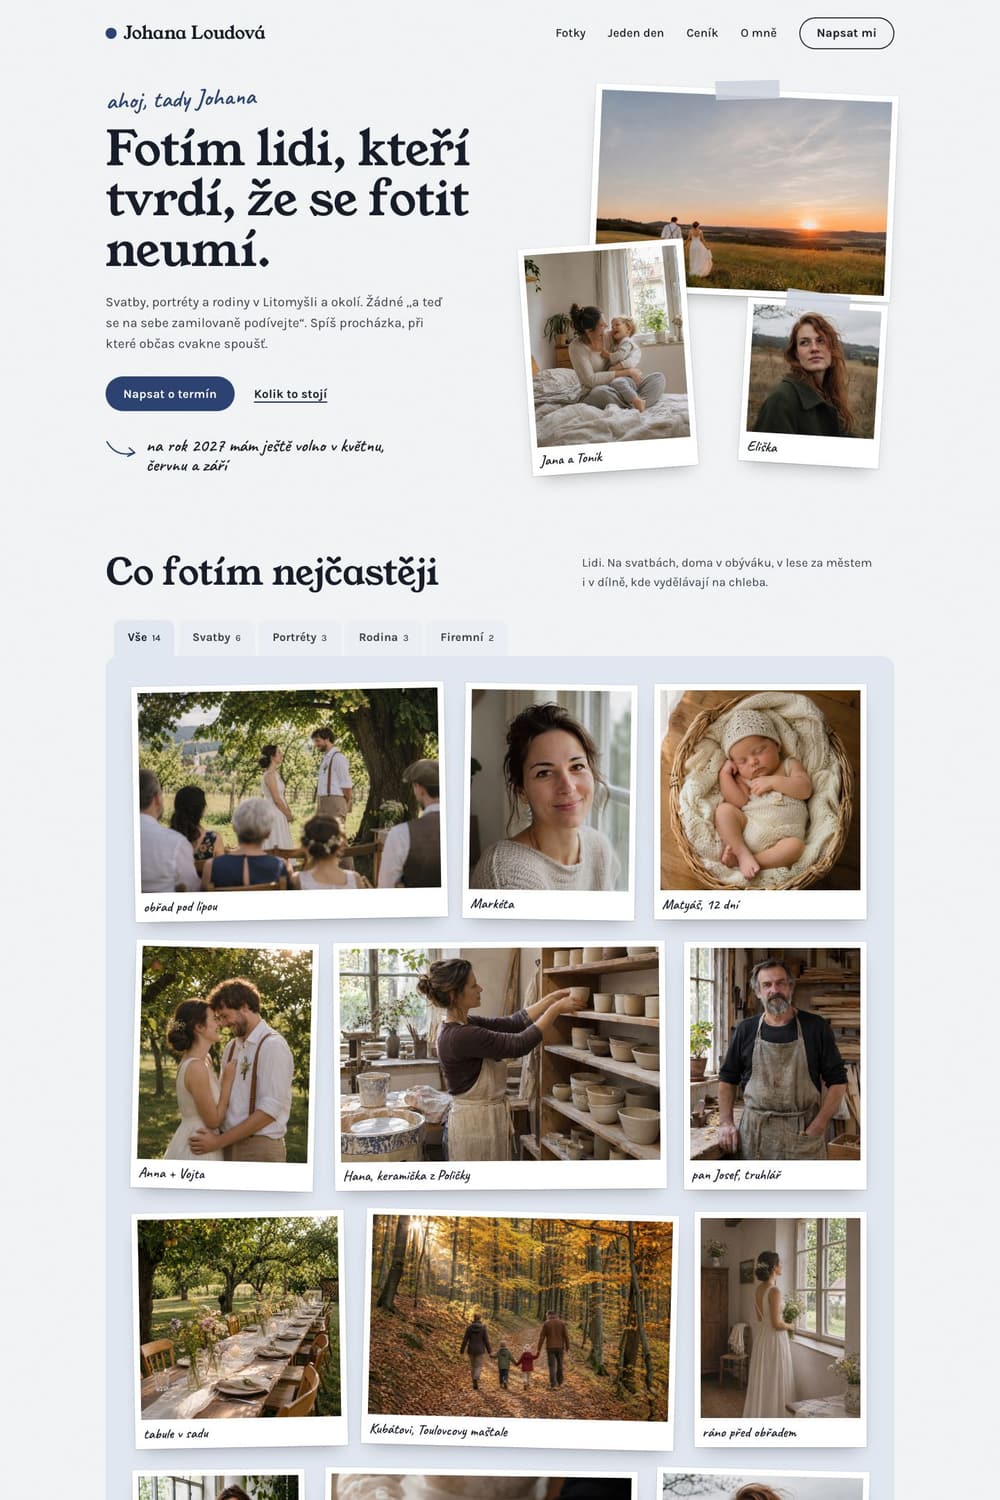 Johana Loudová
Fotky
Jeden den
Ceník
O mně
Napsat mi
ahoj, tady Johana
Fotím lidi, kteří
tvrdí, že se fotit
neumí.
Svatby, portréty a rodiny v Litomyšli a okolí. Žádné „a teď
se na sebe zamilovaně podívejte“. Spíš procházka, při
které občas cvakne spoušť.
Napsat o termín
Kolik to stojí
na rok 2027 mám ještě volno v květnu,
červnu a září
Jana a Toník
Eliška
Co fotím nejčastěji
Lidi. Na svatbách, doma v obýváku, v lese za městem
i v dílně, kde vydělávají na chleba.
Vše 14
Svatby 6
Portréty 3
Rodina 3
Firemní 2
obřad pod lípou
Markéta
Matyáš, 12 dní
Anna + Vojta
Hana, keramička z Poličky
pan Josef, truhlář
tabule v sadu
Kubátovi, Toulovcovy maštale
ráno před obřadem